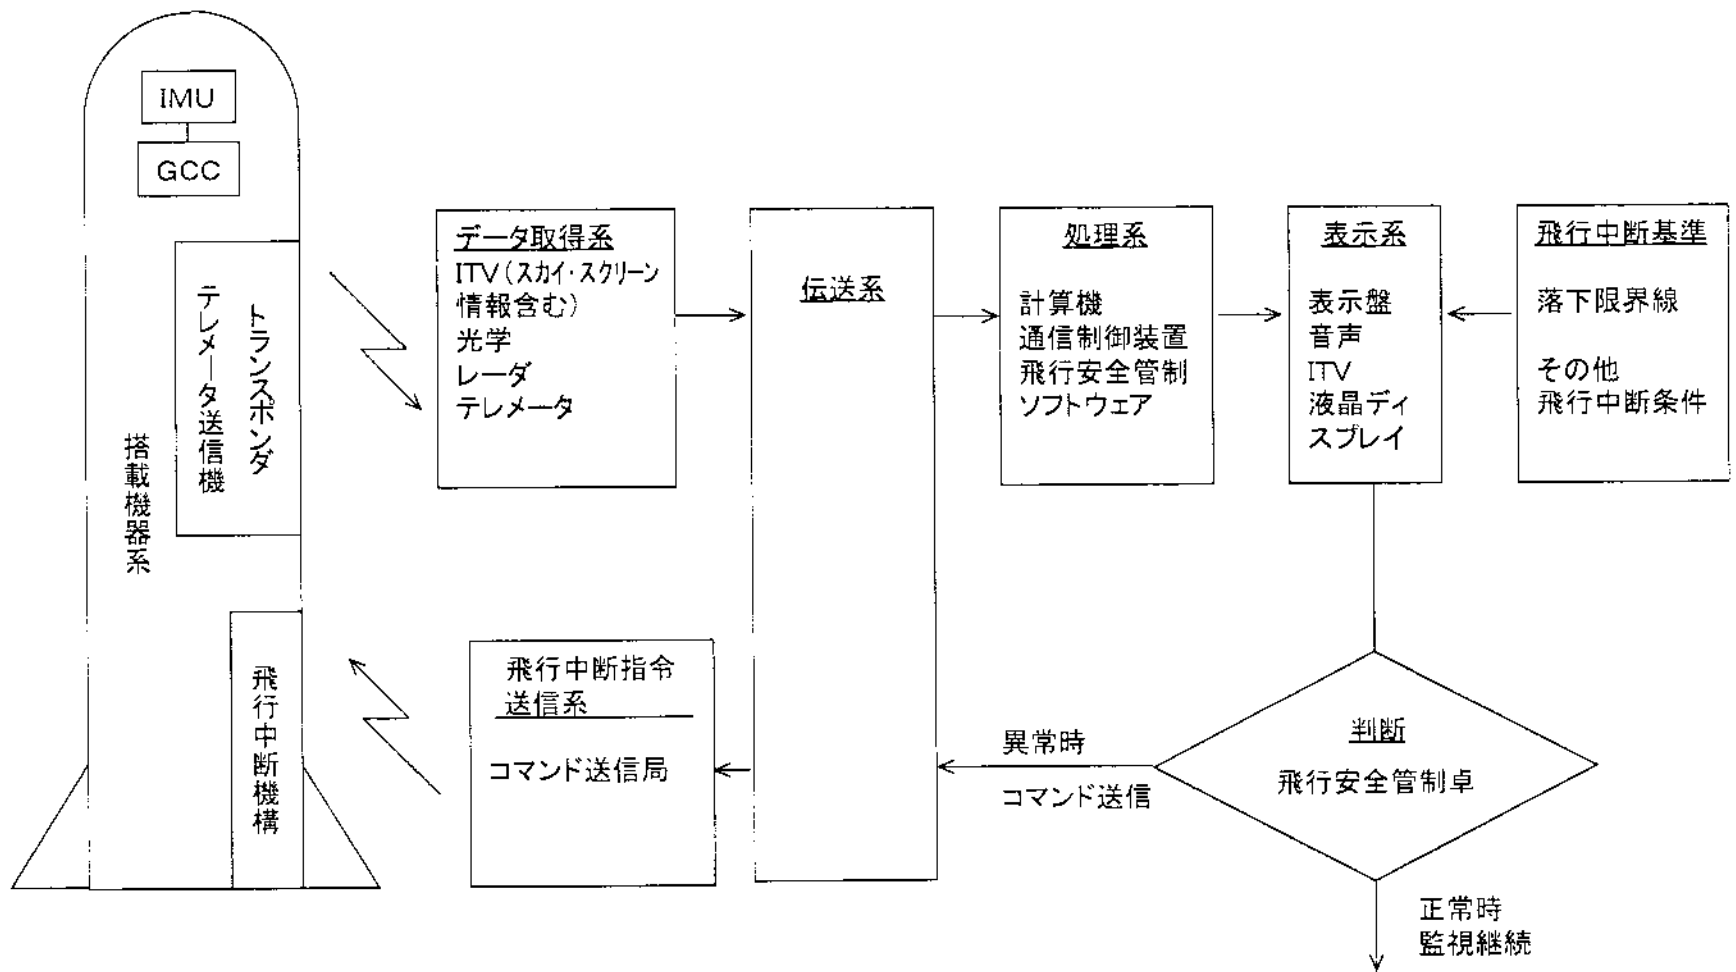 IMU
GCC
トランスポンダ
テレメータ送信機
搭載機器系
飛行中断機構
データ取得系
ITV(スカイ・スクリーン
情報含む)
光学
レーダ
テレメータ
伝送系
処理系
計算機
通信制御装置
飛行安全管制
ソフトウェア
表示系
表示盤
音声
ITV
液晶ディ
スプレイ
飛行中断基準
落下限界線
その他
飛行中断条件
飛行中断指令
送信系
コマンド送信局
異常時
コマンド送信
判断
飛行安全管制卓
正常時
監視継続